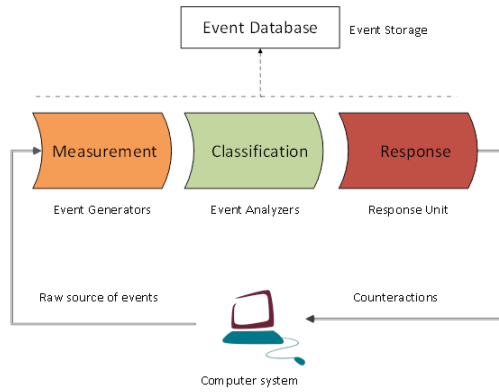 Event Database
Event Storage
Measurement
Classification
Response
Event Generators
Event Analyzers
Response Unit
Raw source of events
Counteractions
Computer system